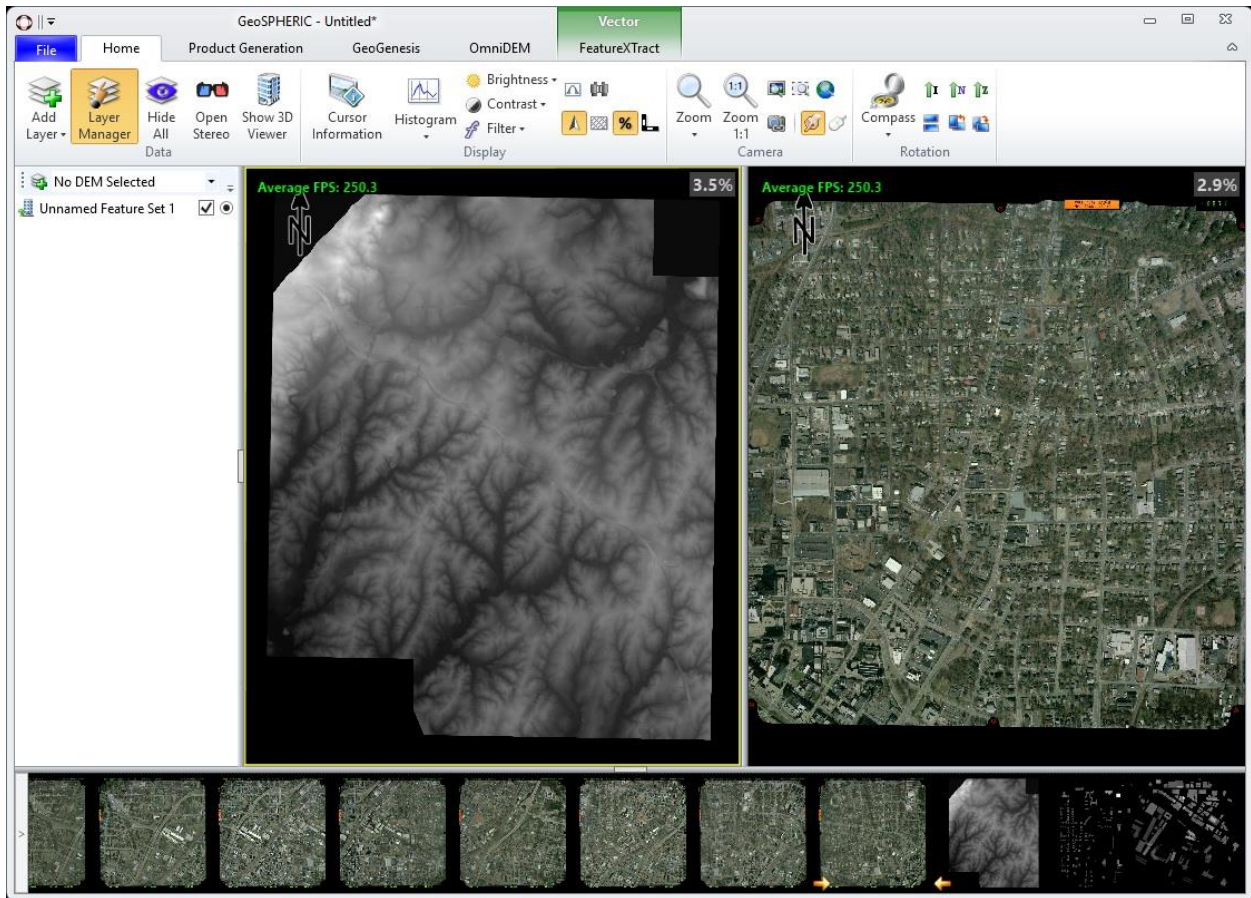 GeoSPHERIC - Untitled*
Vector
File
Home
Product Generation
GeoGenesis
OmniDEM
FeatureXTract
Add Layer
Layer Manager
Hide All
Open Stereo
Show 3D Viewer
Data
Cursor Information
Histogram
Brightness
Contrast
Filter
%
Display
Zoom
1:1
Zoom 1:1
Camera
Compass
I
N
Z
Rotation
No DEM Selected
Unnamed Feature Set 1
Average FPS: 250.3
3.5%
N
Average FPS: 250.3
2.9%
N